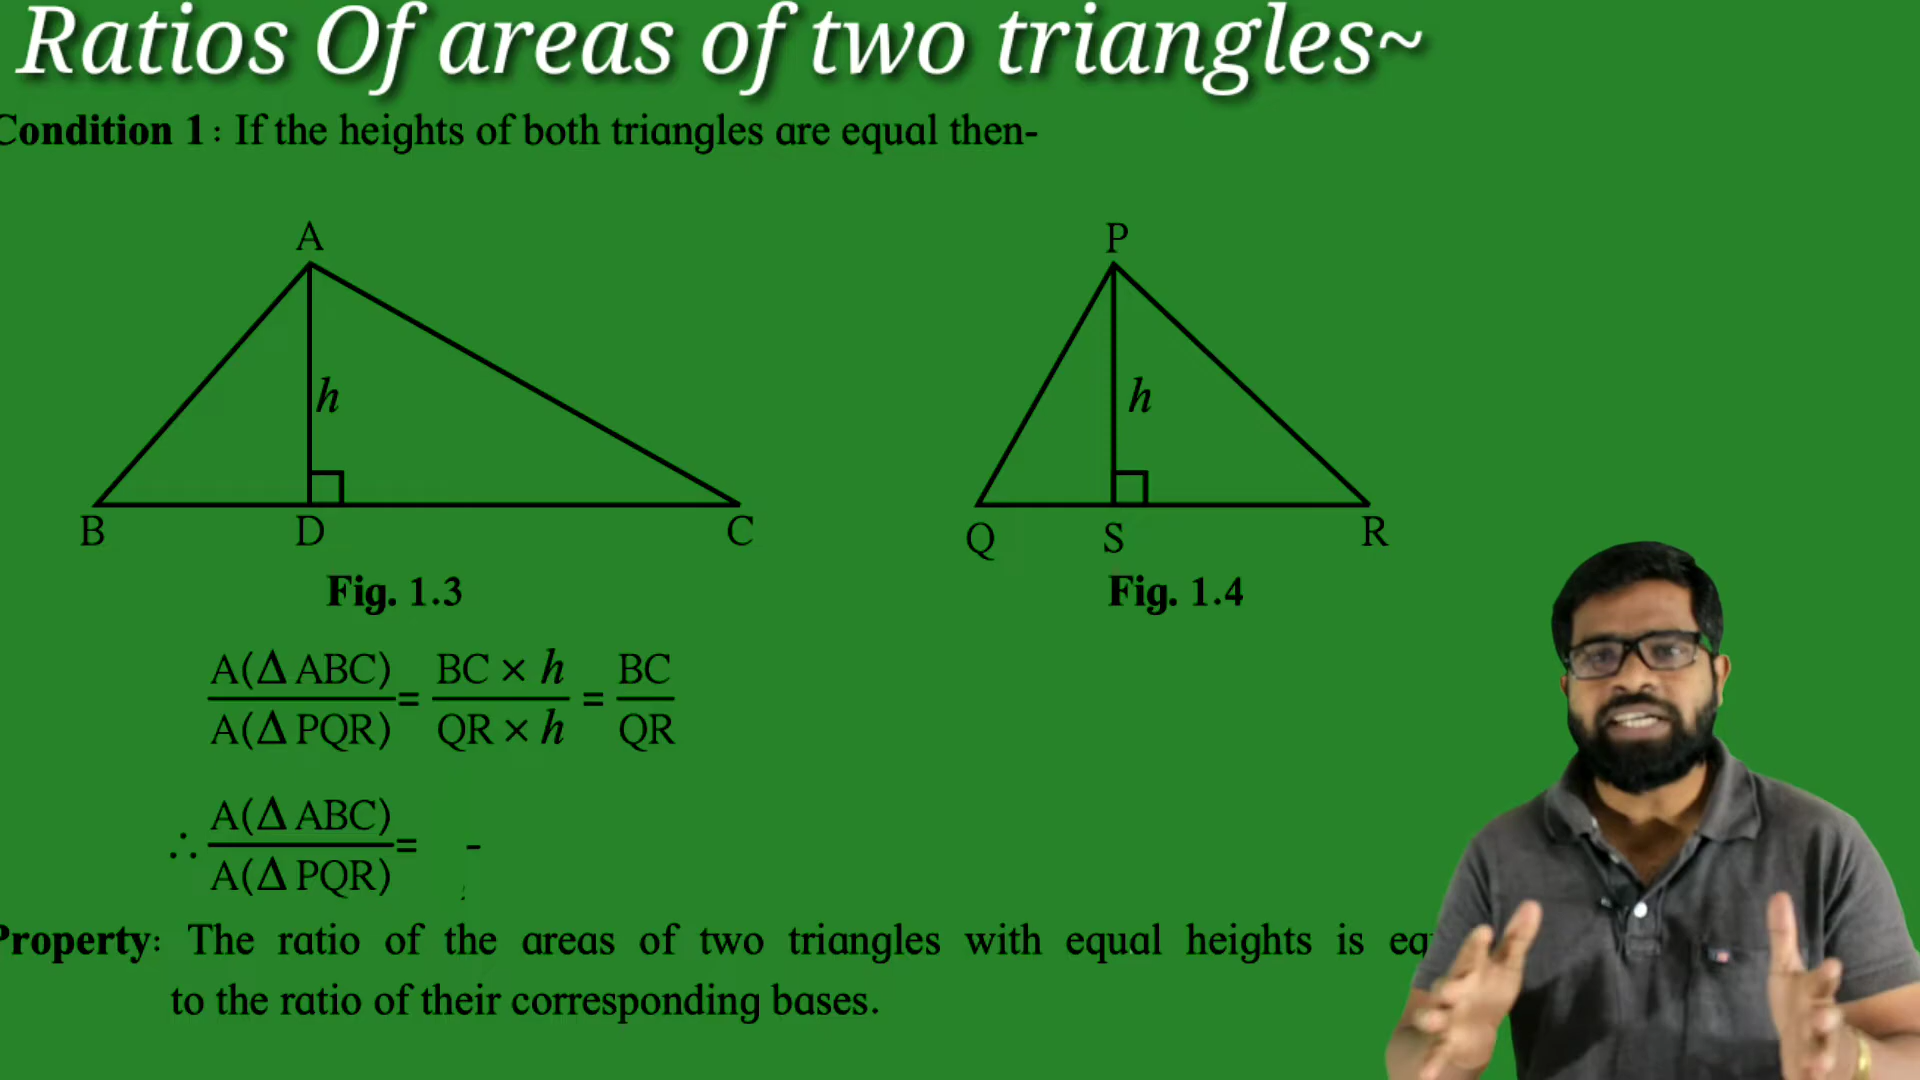 Ratios Of areas of two triangles~
Condition 1: If the heights of both triangles are equal then-
A P
h h
B D C Q S R
Fig. 1.3 Fig. 1.4
A(Δ ABC) / A(Δ PQR) = BC × h / QR × h = BC / QR
∴ A(Δ ABC) / A(Δ PQR) = -
Property: The ratio of the areas of two triangles with equal heights is
to the ratio of their corresponding bases.